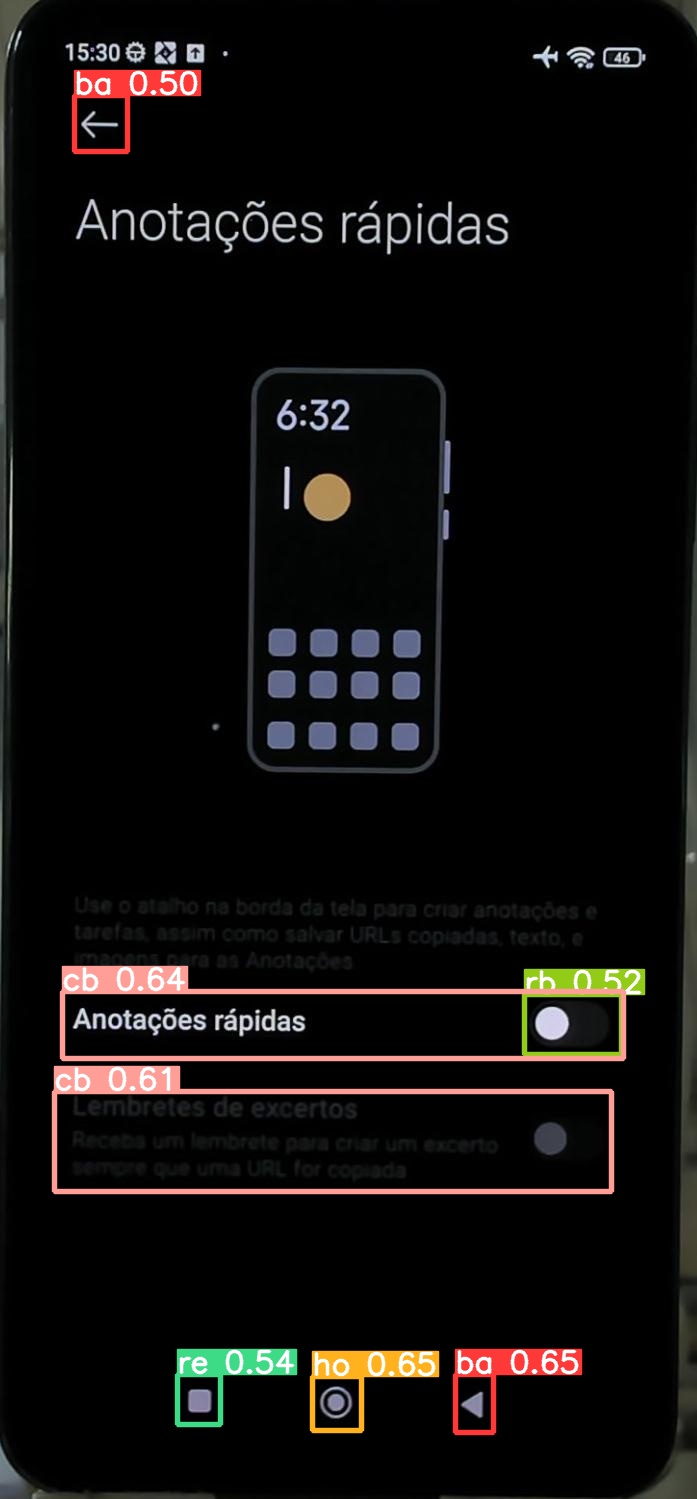 15:30
46
ba 0.50
Anotações rápidas
6:32
Use o atalho na borda da tela para criar anotações e
tarefas, assim como salvar URLs copiadas, texto, e
imagens para as Anotações
cb 0.64
rb 0.52
Anotações rápidas
cb 0.61
Lembretes de excertos
Receba um lembrete para criar um excerto
sempre que uma URL for copiada
re 0.54
ho 0.65
ba 0.65